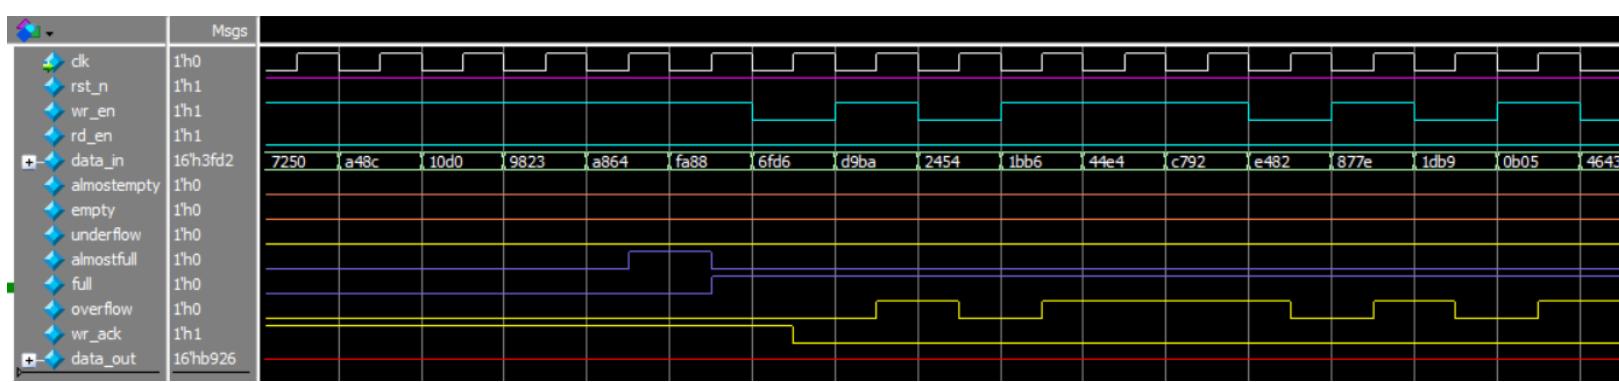 Msgs
clk 1'h0
rst_n 1'h1
wr_en 1'h1
rd_en 1'h1
data_in 16'h3fd2 7250 a48c 10d0 9823 a864 fa88 6fd6 d9ba 2454 1bb6 44e4 c792 e482 877e 1db9 0b05 4643
almostempty 1'h0
empty 1'h0
underflow 1'h0
almostfull 1'h0
full 1'h0
overflow 1'h0
wr_ack 1'h1
data_out 16'hb926